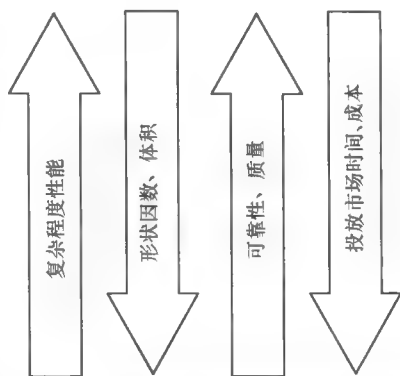 复杂程度性能
形状因数、体积
可靠性、质量
投放市场时间、成本